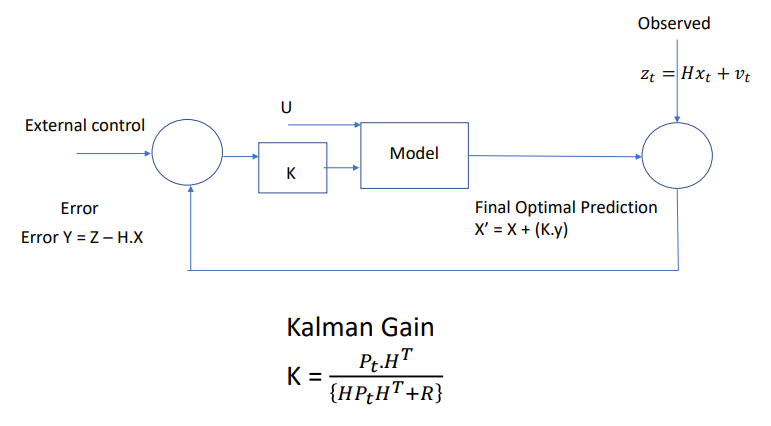 Observed
z_t = Hx_t + v_t
U
External control
K
Model
Error
Error Y = Z – H.X
Final Optimal Prediction
X’ = X + (K.y)
Kalman Gain
K = \frac{P_t.H^T}{\{HP_tH^T+R\}}